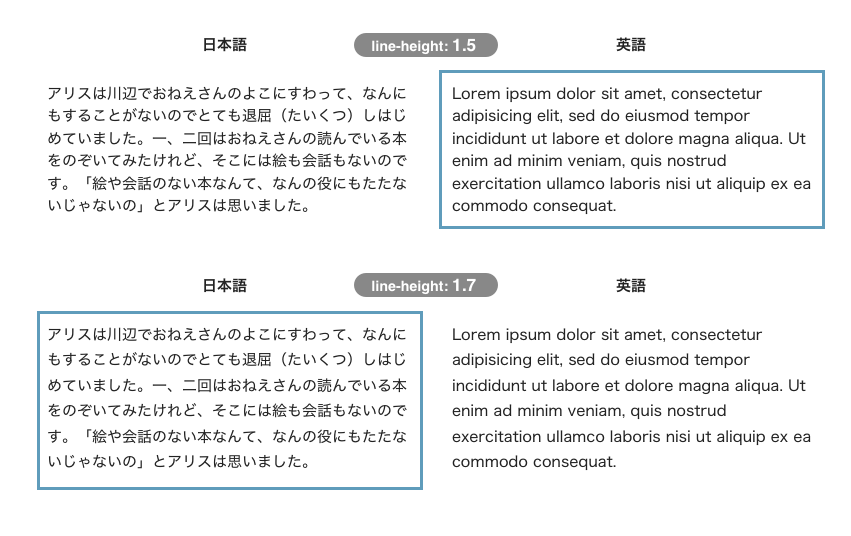 日本語
line-height: 1.5
英語
アリスは川辺でおねえさんのよこにすわって、なんに
もすることがないのでとても退屈（たいくつ）しはじ
めていました。一、二回はおねえさんの読んでいる本
をのぞいてみたけれど、そこには絵も会話もないので
す。「絵や会話のない本なんて、なんの役にもたたな
いじゃないの」とアリスは思いました。
Lorem ipsum dolor sit amet, consectetur
adipisicing elit, sed do eiusmod tempor
incididunt ut labore et dolore magna aliqua. Ut
enim ad minim veniam, quis nostrud
exercitation ullamco laboris nisi ut aliquip ex ea
commodo consequat.
日本語
line-height: 1.7
英語
アリスは川辺でおねえさんのよこにすわって、なんに
もすることがないのでとても退屈（たいくつ）しはじ
めていました。一、二回はおねえさんの読んでいる本
をのぞいてみたけれど、そこには絵も会話もないので
す。「絵や会話のない本なんて、なんの役にもたたな
いじゃないの」とアリスは思いました。
Lorem ipsum dolor sit amet, consectetur
adipisicing elit, sed do eiusmod tempor
incididunt ut labore et dolore magna aliqua. Ut
enim ad minim veniam, quis nostrud
exercitation ullamco laboris nisi ut aliquip ex ea
commodo consequat.